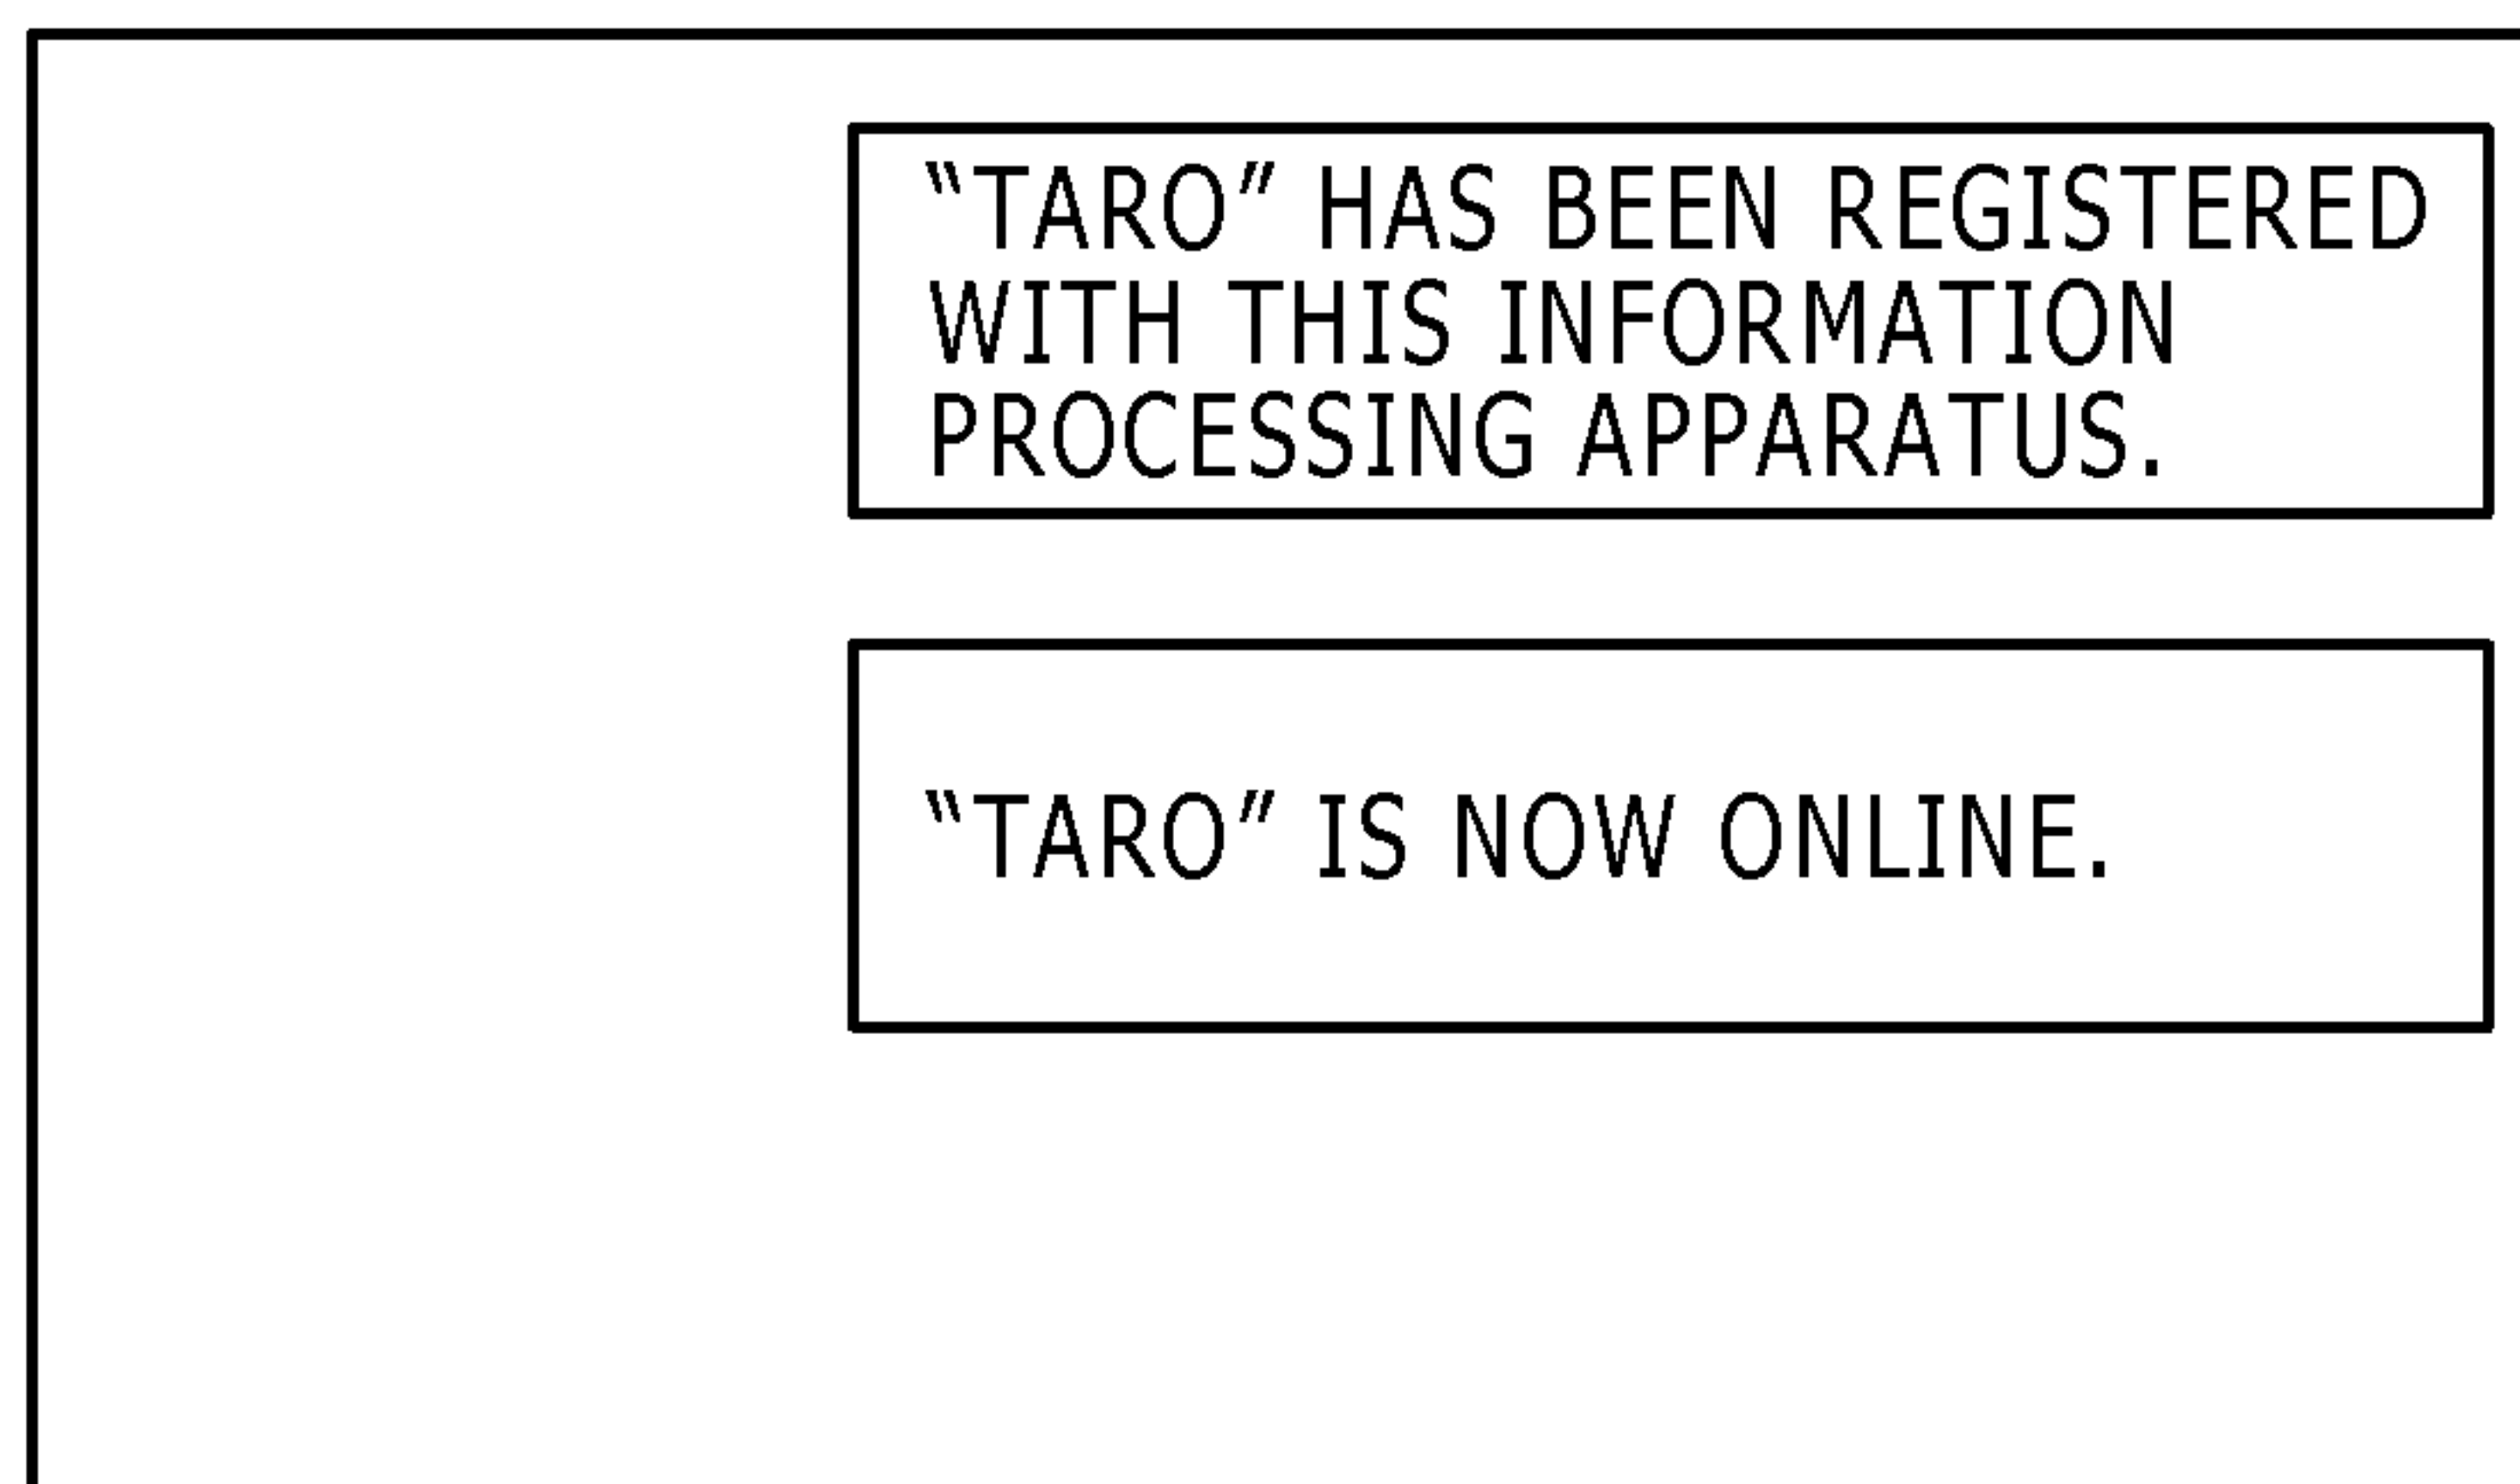 “TARO” HAS BEEN REGISTERED
WITH THIS INFORMATION
PROCESSING APPARATUS.
“TARO” IS NOW ONLINE.